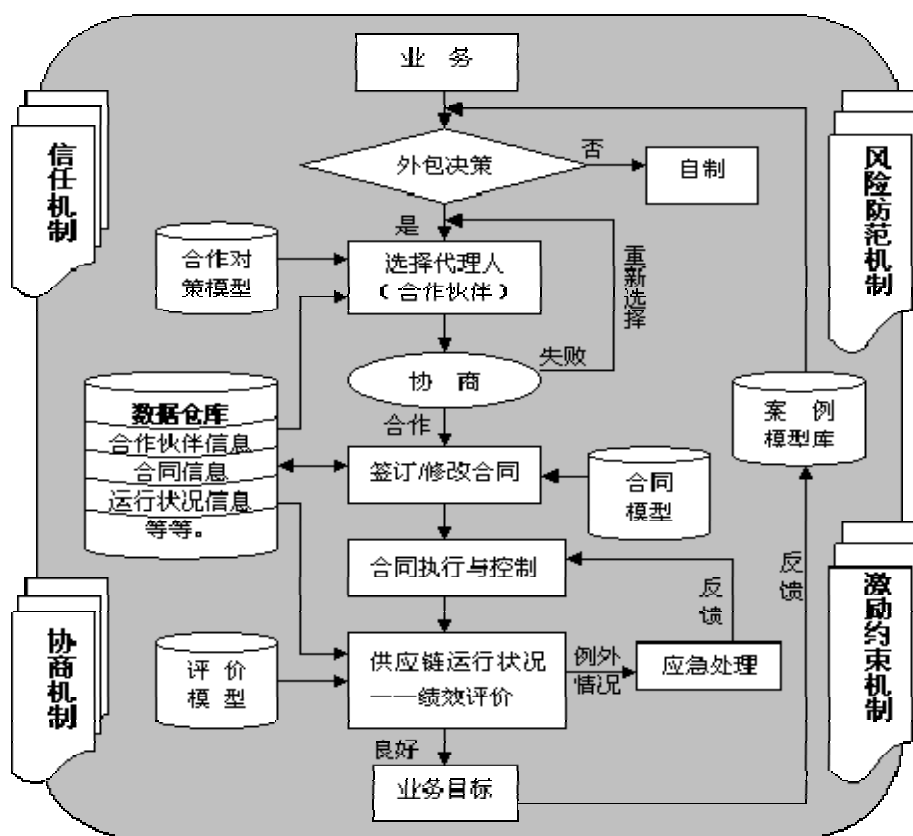 业 务
信任机制
风险防范机制
外包决策
否
自制
是
合作对
策模型
选择代理人
（合作伙伴）
重新选择
协 商
失败
数据仓库
合作伙伴信息
合同信息
运行状况信息
等等。
合作
案 例
模型库
签订/修改合同
合同
模型
合同执行与控制
反馈
反馈
协商机制
激励约束机制
评 价
模 型
供应链运行状况
——绩效评价
例外
情况
应急处理
良好
业务目标